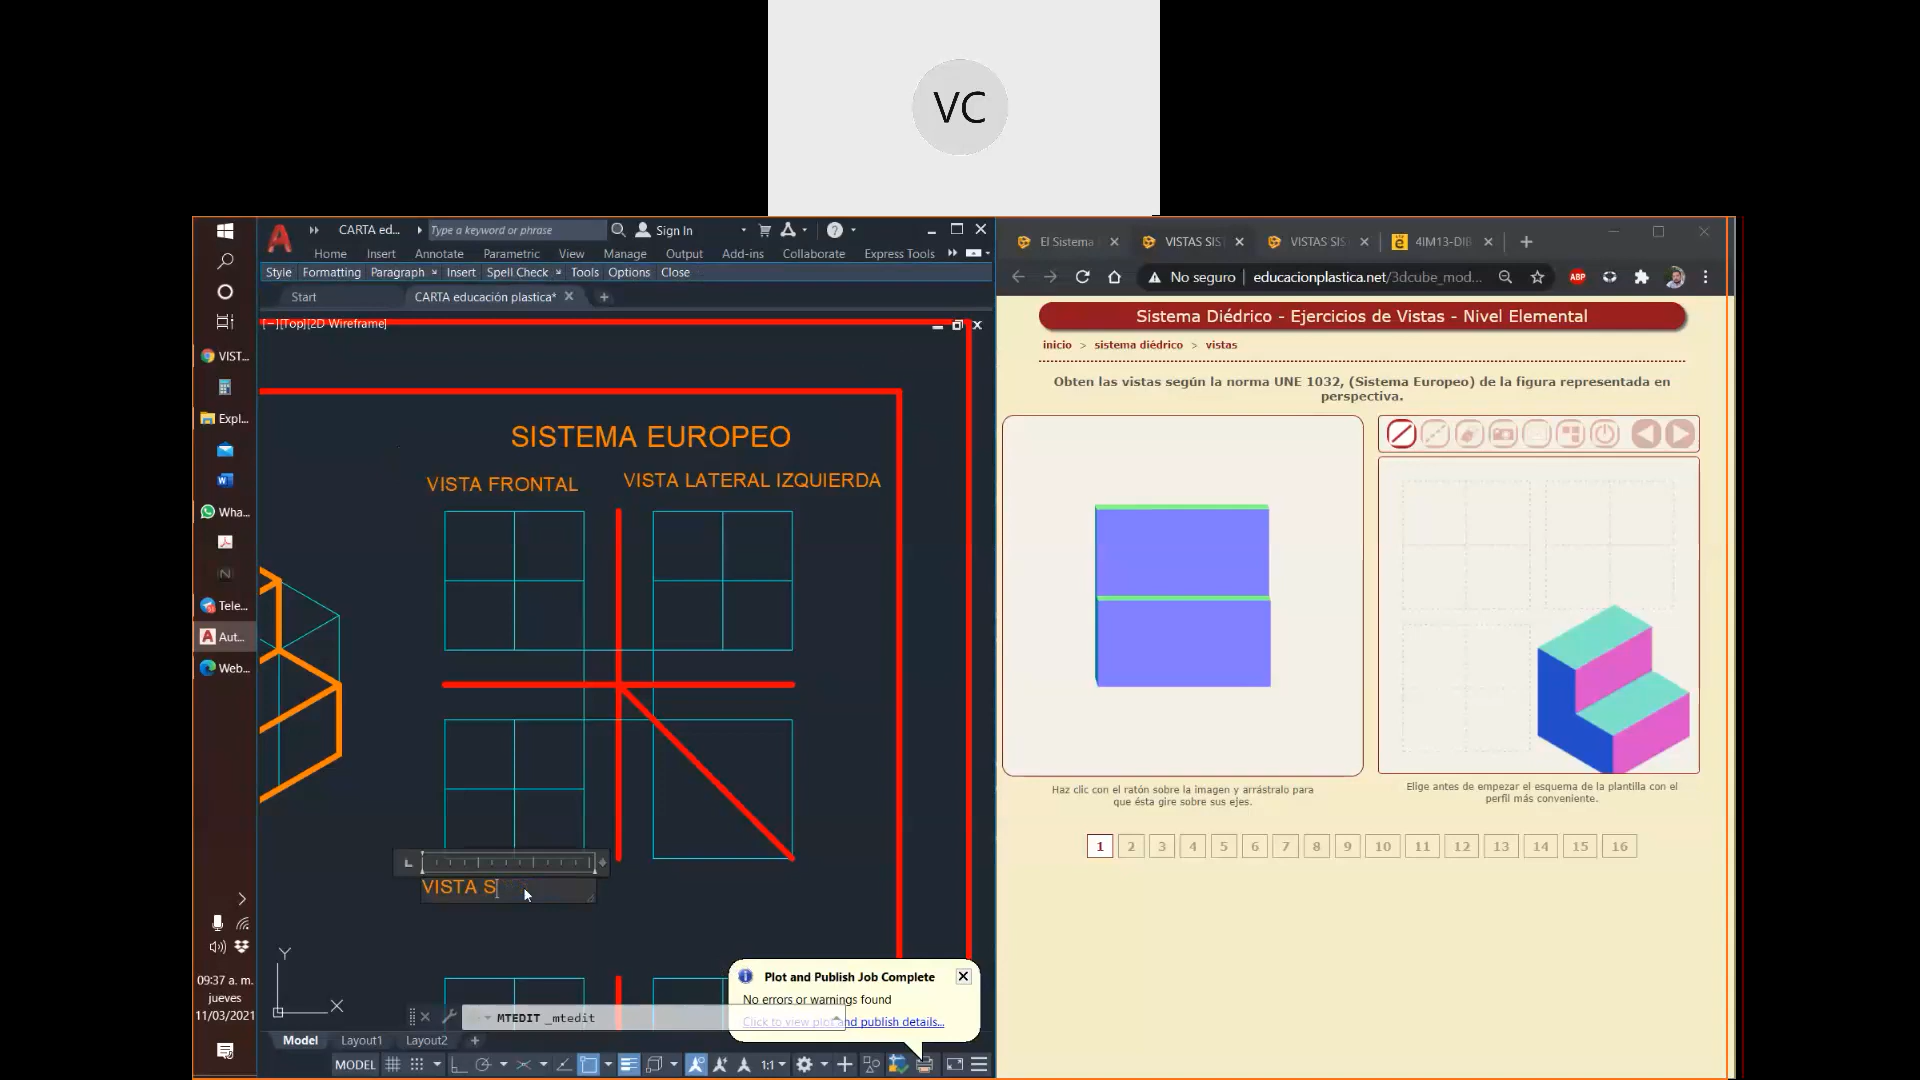 VC
CARTA ed...
Type a keyword or phrase
Sign In
Home Insert Annotate Parametric View Manage Output Add-ins Collaborate Express Tools
Style Formatting Paragraph Insert Spell Check Tools Options Close
Start
CARTA educación plastica*
[−][Top][2D Wireframe]
SISTEMA EUROPEO
VISTA FRONTAL
VISTA LATERAL IZQUIERDA
VISTA S
Y
X
Plot and Publish Job Complete
No errors or warnings found
Click to view plot and publish details...
MTEDIT _mtedit
Model Layout1 Layout2
MODEL
1:1
VIST...
Expl...
Wha...
Tele...
Aut...
Web...
09:37 a. m.
jueves
11/03/2021
El Sistema
VISTAS SIS
VISTAS SIS
4IM13-DIB
No seguro
educacionplastica.net/3dcube_mod...
ABP
Sistema Diédrico - Ejercicios de Vistas - Nivel Elemental
inicio > sistema diédrico > vistas
Obten las vistas según la norma UNE 1032, (Sistema Europeo) de la figura representada en
perspectiva.
Haz clic con el ratón sobre la imagen y arrástralo para
que ésta gire sobre sus ejes.
Elige antes de empezar el esquema de la plantilla con el
perfil más conveniente.
1 2 3 4 5 6 7 8 9 10 11 12 13 14 15 16